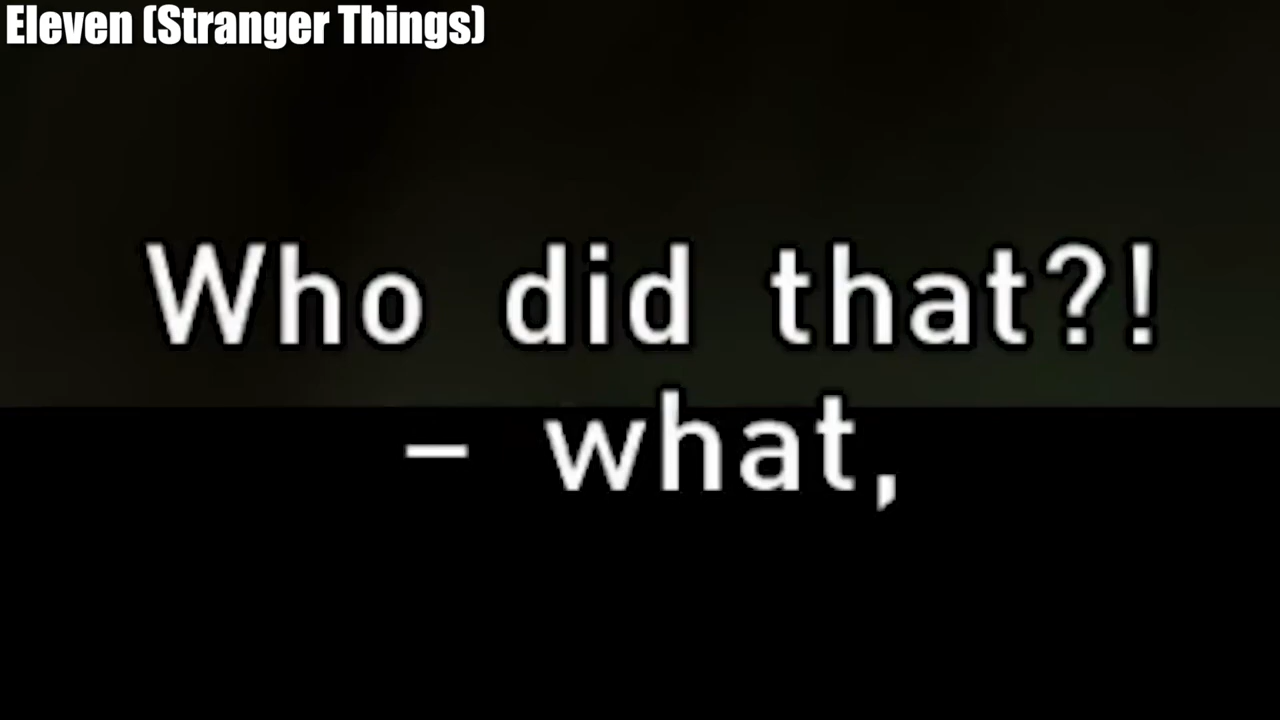 Eleven (Stranger Things)
Who did that?!
– what,